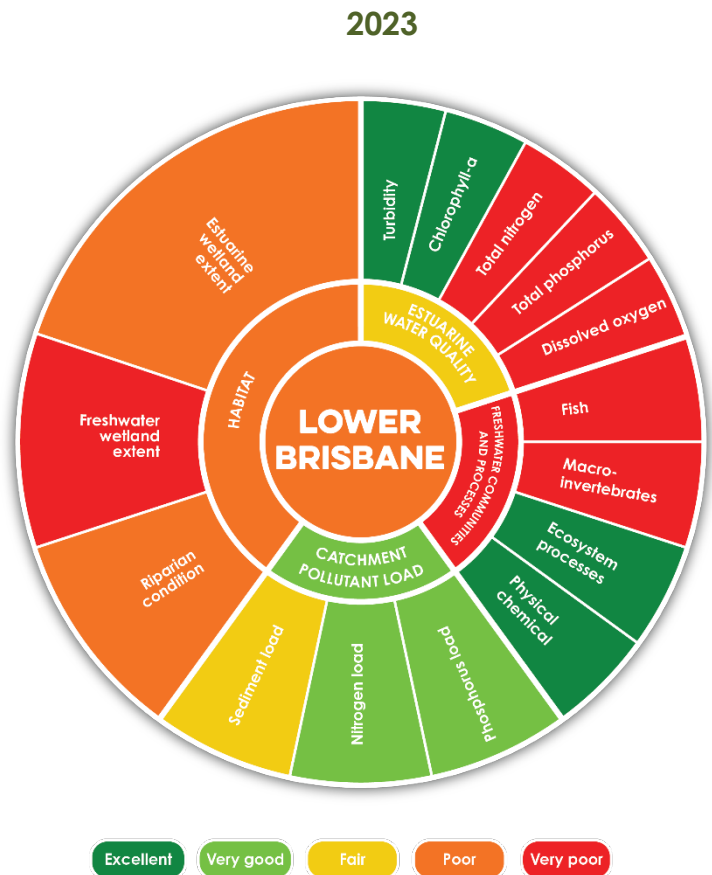 2023
Turbidity
Chlorophyll-a
Total nitrogen
Total phosphorus
Dissolved oxygen
Fish
Macro-
invertebrates
Ecosystem
processes
Physical
chemical
Phosphorus load
Nitrogen load
Sediment load
Riparian
condition
Freshwater
wetland
extent
Estuarine
wetland
extent
ESTUARINE
WATER QUALITY
FRESHWATER COMMUNITIES
AND PROCESSES
CATCHMENT
POLLUTANT LOAD
HABITAT
LOWER
BRISBANE
Excellent
Very good
Fair
Poor
Very poor